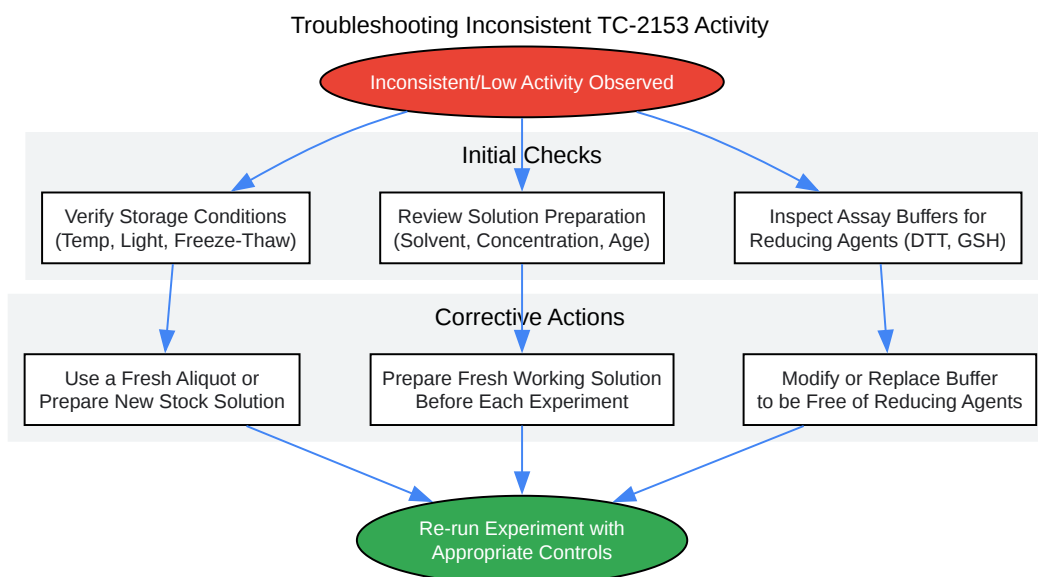 Troubleshooting Inconsistent TC-2153 Activity
Inconsistent/Low Activity Observed
Initial Checks
Verify Storage Conditions
(Temp, Light, Freeze-Thaw)
Review Solution Preparation
(Solvent, Concentration, Age)
Inspect Assay Buffers for
Reducing Agents (DTT, GSH)
Corrective Actions
Use a Fresh Aliquot or
Prepare New Stock Solution
Prepare Fresh Working Solution
Before Each Experiment
Modify or Replace Buffer
to be Free of Reducing Agents
Re-run Experiment with
Appropriate Controls